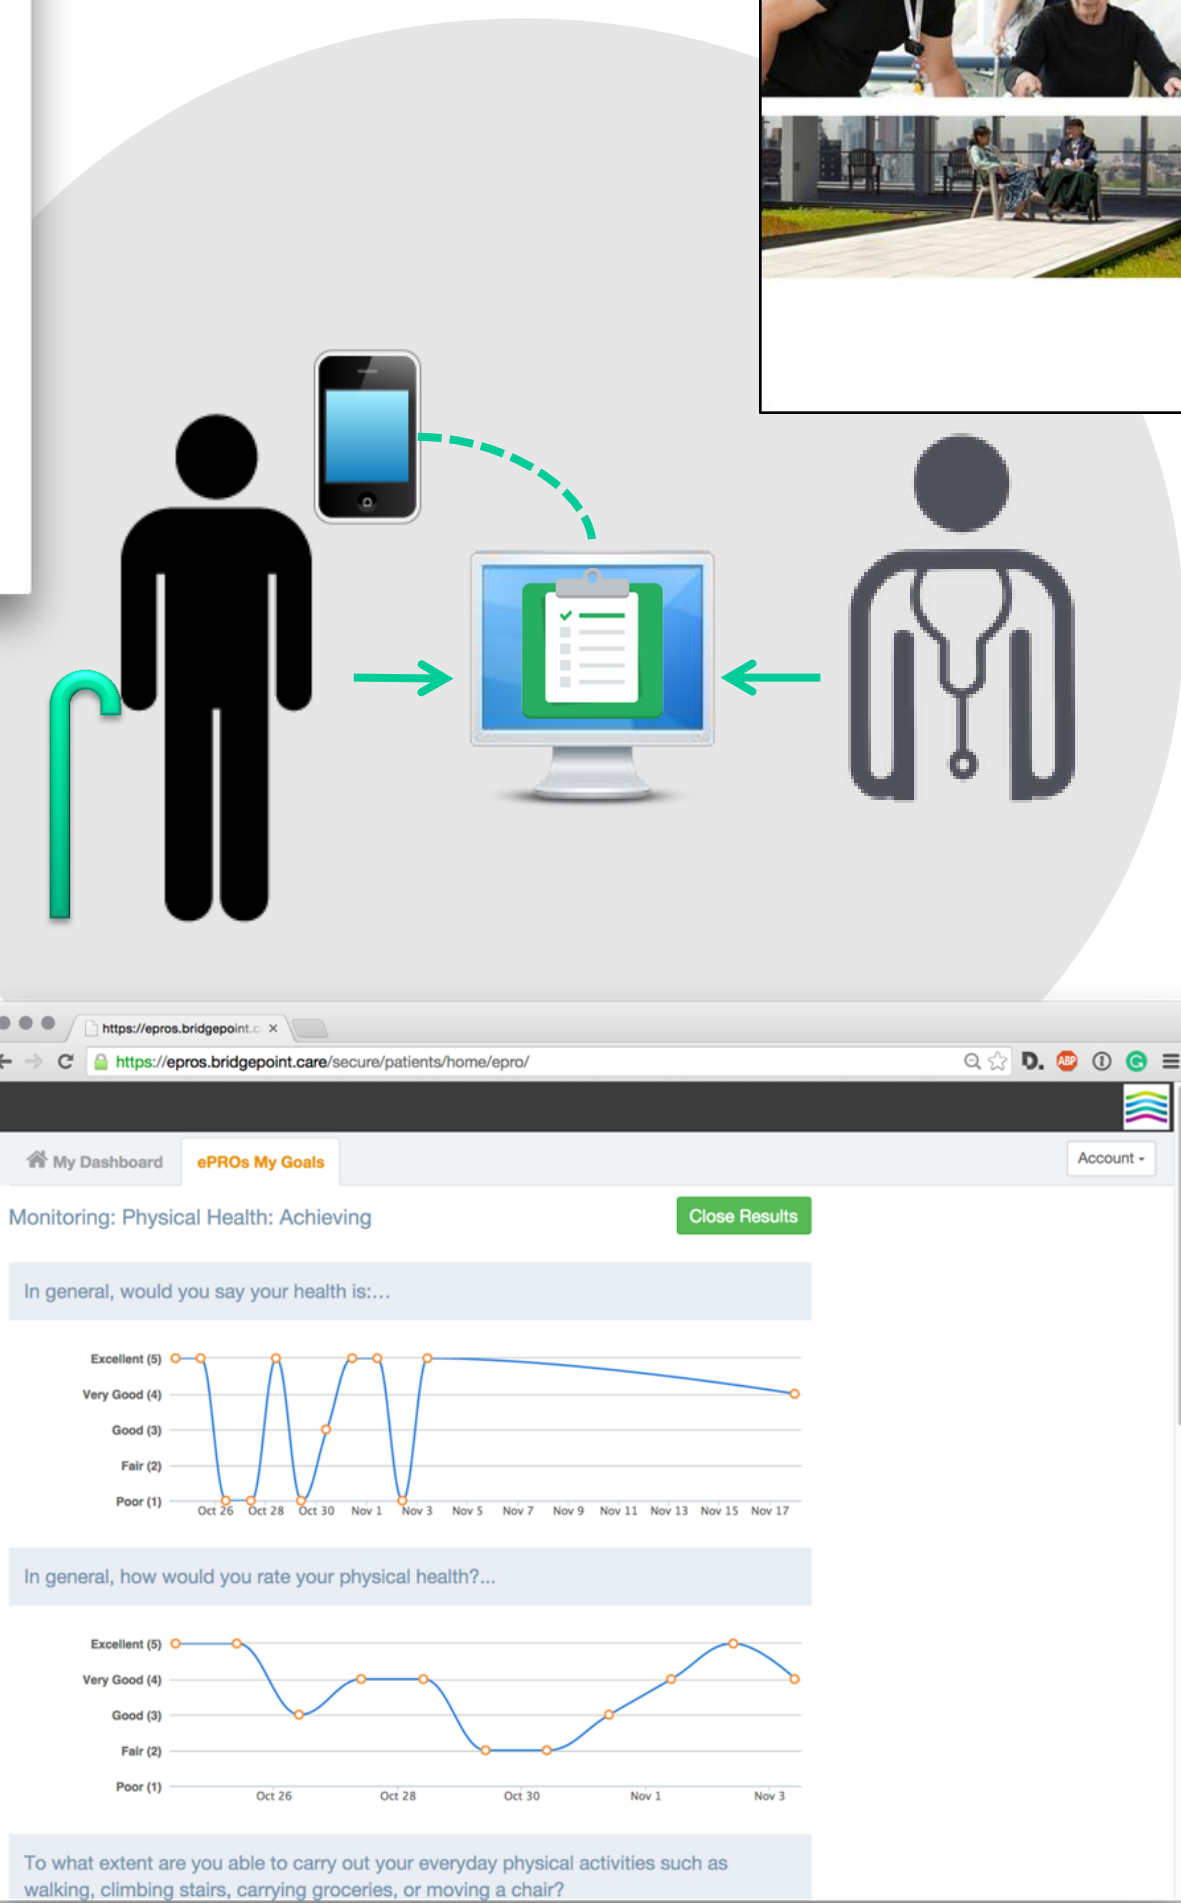 https://epros.bridgepoint.c
https://epros.bridgepoint.care/secure/patients/home/epro/
D.
ABP
My Dashboard
ePROs My Goals
Account
Monitoring: Physical Health: Achieving
Close Results
In general, would you say your health is:...
Excellent (5)
Very Good (4)
Good (3)
Fair (2)
Poor (1)
Oct 26 Oct 28 Oct 30 Nov 1 Nov 3 Nov 5 Nov 7 Nov 9 Nov 11 Nov 13 Nov 15 Nov 17
In general, how would you rate your physical health?...
Excellent (5)
Very Good (4)
Good (3)
Fair (2)
Poor (1)
Oct 26 Oct 28 Oct 30 Nov 1 Nov 3
To what extent are you able to carry out your everyday physical activities such as
walking, climbing stairs, carrying groceries, or moving a chair?